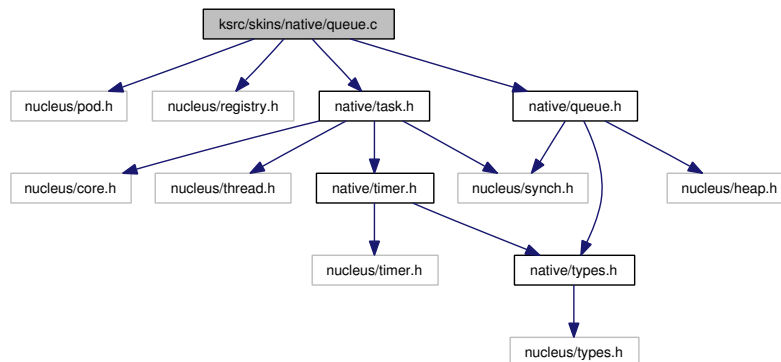 ksrc/skins/native/queue.c
nucleus/pod.h
nucleus/registry.h
native/task.h
native/queue.h
nucleus/core.h
nucleus/thread.h
native/timer.h
nucleus/synch.h
nucleus/heap.h
nucleus/timer.h
native/types.h
nucleus/types.h